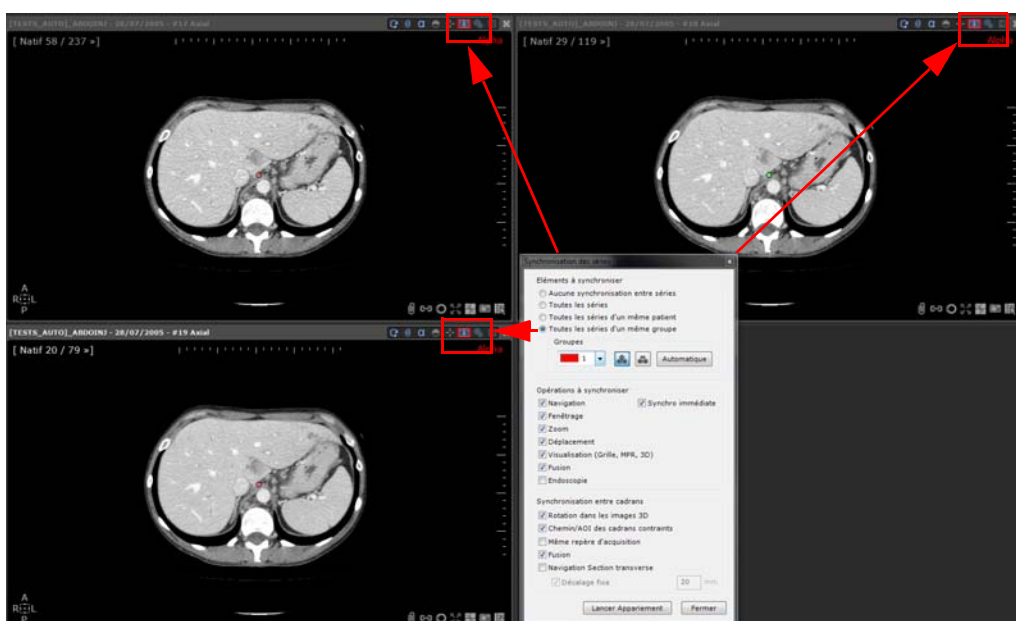 [TESTS_AUTO]_ABDOINJ - 28/07/2005 - #17 Axial
[ Natif 58 / 237 »]
Alpha
A
R L
P
[TESTS_AUTO]_ABDOINJ - 28/07/2005 - #18 Axial
[ Natif 29 / 119 »]
Alpha
[TESTS_AUTO]_ABDOINJ - 28/07/2005 - #19 Axial
[ Natif 20 / 79 »]
Alpha
A
R L
P
Synchronisation des séries
Eléments à synchroniser
Aucune synchronisation entre séries
Toutes les séries
Toutes les séries d'un même patient
Toutes les séries d'un même groupe
Groupes
1
Automatique
Opérations à synchroniser
Navigation
Synchro immédiate
Fenêtrage
Zoom
Déplacement
Visualisation (Grille, MPR, 3D)
Fusion
Endoscopie
Synchronisation entre cadrans
Rotation dans les images 3D
Chemin/AOI des cadrans contraints
Même repère d'acquisition
Fusion
Navigation Section transverse
Décalage fixe
20 mm
Lancer Appariement
Fermer